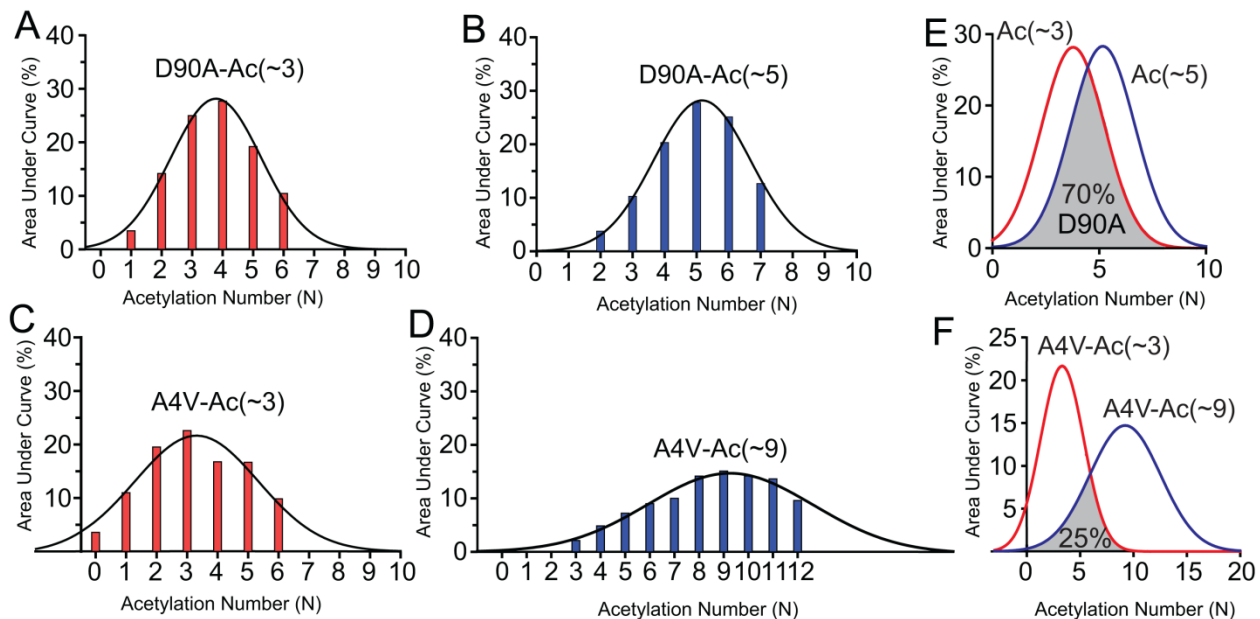 A
D90A-Ac(~3)
Area Under Curve (%)
40
30
20
10
0
0 1 2 3 4 5 6 7 8 9 10
Acetylation Number (N)
B
D90A-Ac(~5)
Area Under Curve (%)
40
30
20
10
0
0 1 2 3 4 5 6 7 8 9 10
Acetylation Number (N)
E
Ac(~3)
Ac(~5)
Area Under Curve (%)
30
20
10
0
70%
D90A
0 5 10
Acetylation Number (N)
C
A4V-Ac(~3)
Area Under Curve (%)
40
30
20
10
0 1 2 3 4 5 6 7 8 9 10
Acetylation Number (N)
D
A4V-Ac(~9)
Area Under Curve (%)
40
30
20
10
0
0 1 2 3 4 5 6 7 8 9 10 11 12
Acetylation Number (N)
F
A4V-Ac(~3)
A4V-Ac(~9)
Area Under Curve (%)
25
20
15
10
5
25%
0 5 10 15 20
Acetylation Number (N)